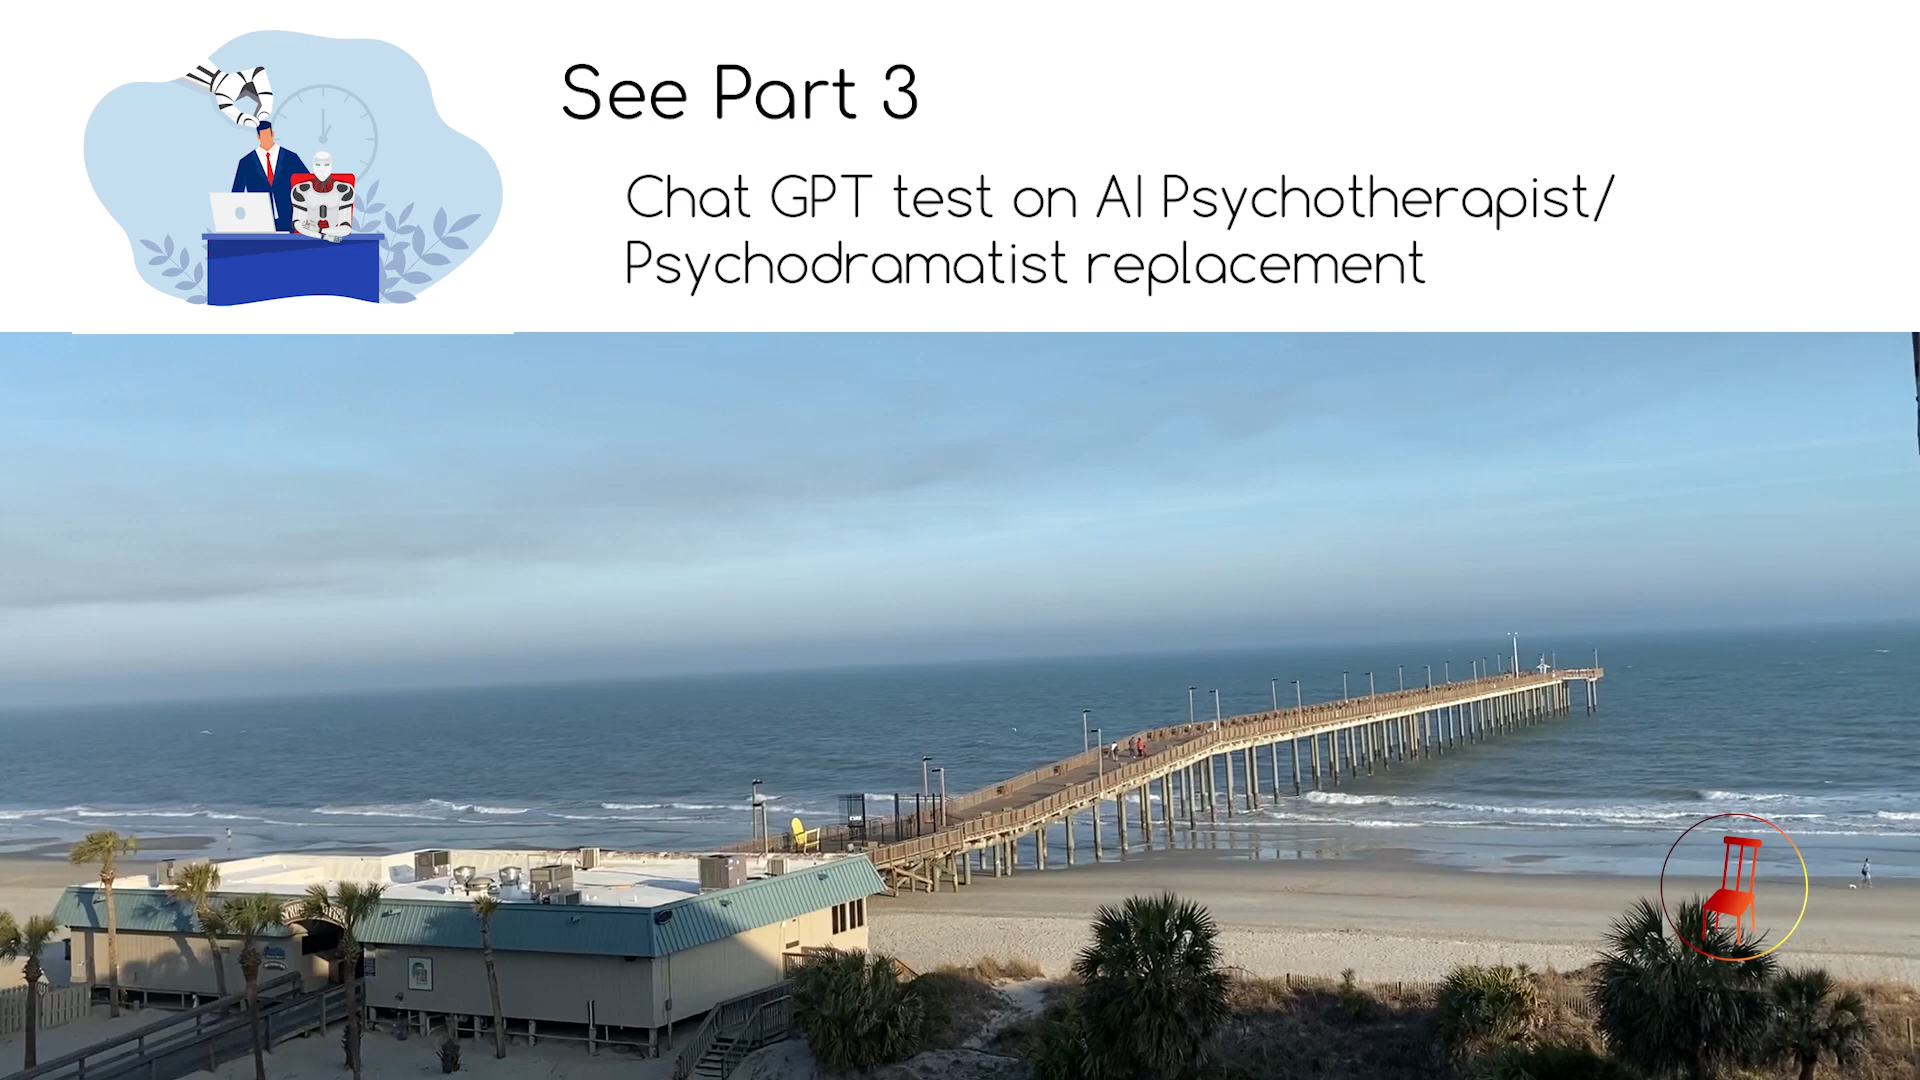 See Part 3
Chat GPT test on AI Psychotherapist/
Psychodramatist replacement